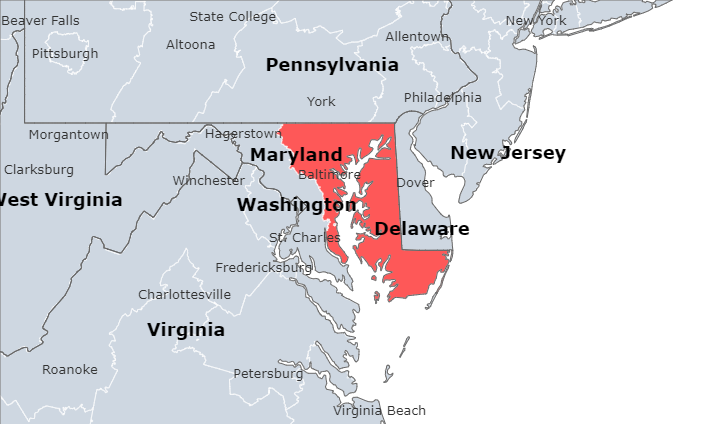 State College
Beaver Falls
New York
Allentown
Altoona
Pittsburgh
Pennsylvania
York
Philadelphia
Morgantown
Hagerstown
Maryland
New Jersey
Clarksburg
Baltimore
Winchester
Dover
West Virginia
Washington
Delaware
St. Charles
Fredericksburg
Charlottesville
Virginia
Roanoke
Petersburg
Virginia Beach